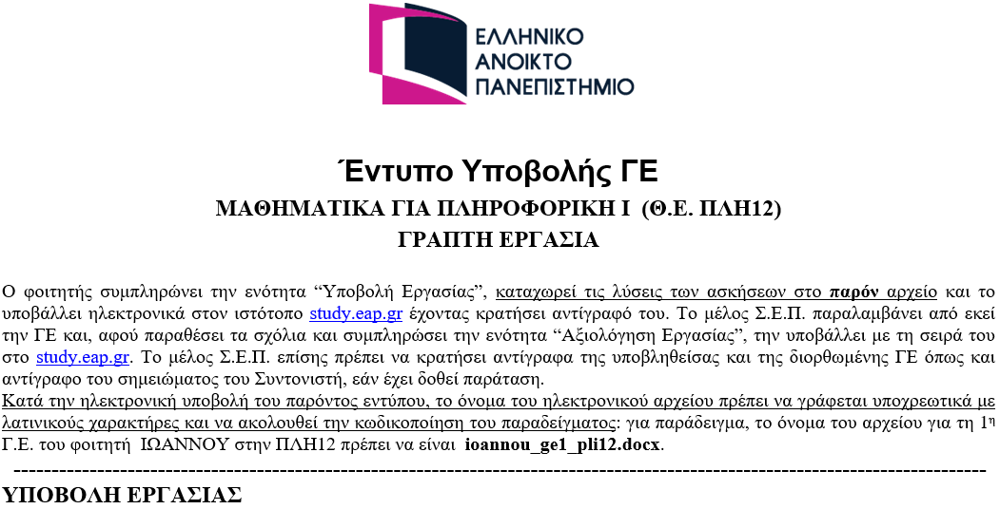 ΕΛΛΗΝΙΚΟ
ΑΝΟΙΚΤΟ
ΠΑΝΕΠΙΣΤΗΜΙΟ
Έντυπο Υποβολής ΓΕ
ΜΑΘΗΜΑΤΙΚΑ ΓΙΑ ΠΛΗΡΟΦΟΡΙΚΗ Ι (Θ.Ε. ΠΛΗ12)
ΓΡΑΠΤΗ ΕΡΓΑΣΙΑ
Ο φοιτητής συμπληρώνει την ενότητα “Υποβολή Εργασίας”, καταχωρεί τις λύσεις των ασκήσεων στο παρόν αρχείο και το
υποβάλλει ηλεκτρονικά στον ιστότοπο study.eap.gr έχοντας κρατήσει αντίγραφό του. Το μέλος Σ.Ε.Π. παραλαμβάνει από εκεί
την ΓΕ και, αφού παραθέσει τα σχόλια και συμπληρώσει την ενότητα “Αξιολόγηση Εργασίας”, την υποβάλλει με τη σειρά του
στο study.eap.gr. Το μέλος Σ.Ε.Π. επίσης πρέπει να κρατήσει αντίγραφα της υποβληθείσας και της διορθωμένης ΓΕ όπως και
αντίγραφο του σημειώματος του Συντονιστή, εάν έχει δοθεί παράταση.
Κατά την ηλεκτρονική υποβολή του παρόντος εντύπου, το όνομα του ηλεκτρονικού αρχείου πρέπει να γράφεται υποχρεωτικά με
λατινικούς χαρακτήρες και να ακολουθεί την κωδικοποίηση του παραδείγματος: για παράδειγμα, το όνομα του αρχείου για τη 1η
Γ.Ε. του φοιτητή ΙΩΑΝΝΟΥ στην ΠΛΗ12 πρέπει να είναι ioannou_ge1_pli12.docx.
ΥΠΟΒΟΛΗ ΕΡΓΑΣΙΑΣ